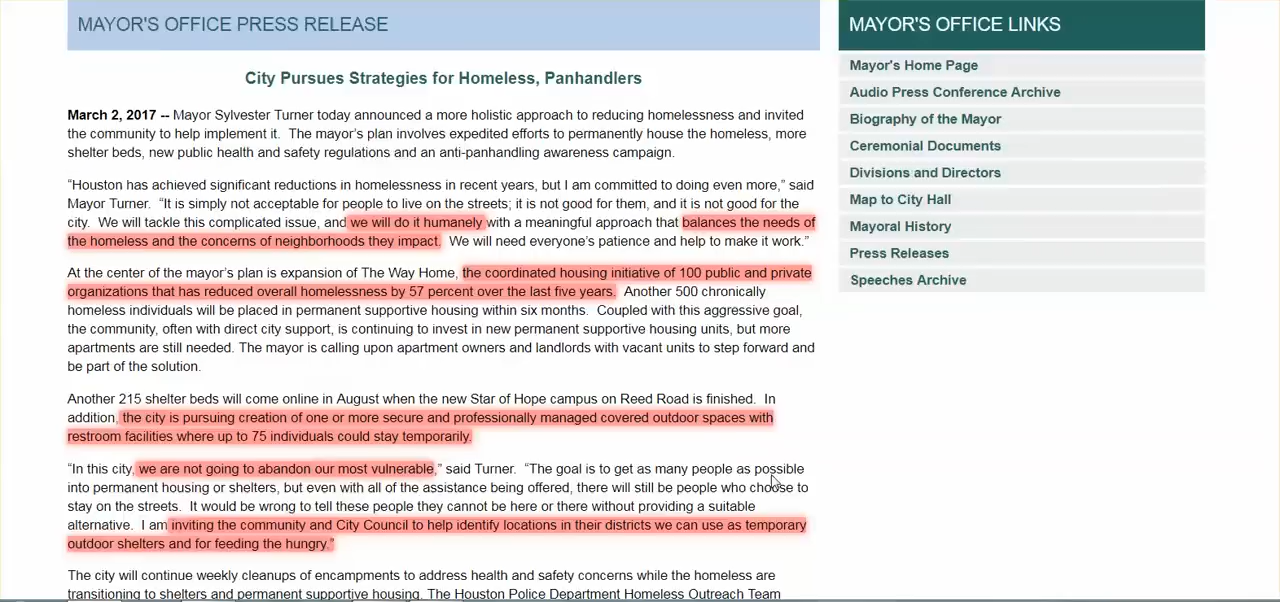 MAYOR'S OFFICE PRESS RELEASE
City Pursues Strategies for Homeless, Panhandlers
March 2, 2017 -- Mayor Sylvester Turner today announced a more holistic approach to reducing homelessness and invited
the community to help implement it.  The mayor's plan involves expedited efforts to permanently house the homeless, more
shelter beds, new public health and safety regulations and an anti-panhandling awareness campaign.
“Houston has achieved significant reductions in homelessness in recent years, but I am committed to doing even more,” said
Mayor Turner.  “It is simply not acceptable for people to live on the streets; it is not good for them, and it is not good for the
city.  We will tackle this complicated issue, and we will do it humanely with a meaningful approach that balances the needs of
the homeless and the concerns of neighborhoods they impact.  We will need everyone's patience and help to make it work.”
At the center of the mayor's plan is expansion of The Way Home, the coordinated housing initiative of 100 public and private
organizations that has reduced overall homelessness by 57 percent over the last five years.  Another 500 chronically
homeless individuals will be placed in permanent supportive housing within six months.  Coupled with this aggressive goal,
the community, often with direct city support, is continuing to invest in new permanent supportive housing units, but more
apartments are still needed. The mayor is calling upon apartment owners and landlords with vacant units to step forward and
be part of the solution.
Another 215 shelter beds will come online in August when the new Star of Hope campus on Reed Road is finished.  In
addition, the city is pursuing creation of one or more secure and professionally managed covered outdoor spaces with
restroom facilities where up to 75 individuals could stay temporarily.
“In this city, we are not going to abandon our most vulnerable,” said Turner.  “The goal is to get as many people as possible
into permanent housing or shelters, but even with all of the assistance being offered, there will still be people who choose to
stay on the streets.  It would be wrong to tell these people they cannot be here or there without providing a suitable
alternative.  I am inviting the community and City Council to help identify locations in their districts we can use as temporary
outdoor shelters and for feeding the hungry.”
The city will continue weekly cleanups of encampments to address health and safety concerns while the homeless are
transitioning to shelters and permanent supportive housing. The Houston Police Department Homeless Outreach Team
MAYOR'S OFFICE LINKS
Mayor's Home Page
Audio Press Conference Archive
Biography of the Mayor
Ceremonial Documents
Divisions and Directors
Map to City Hall
Mayoral History
Press Releases
Speeches Archive